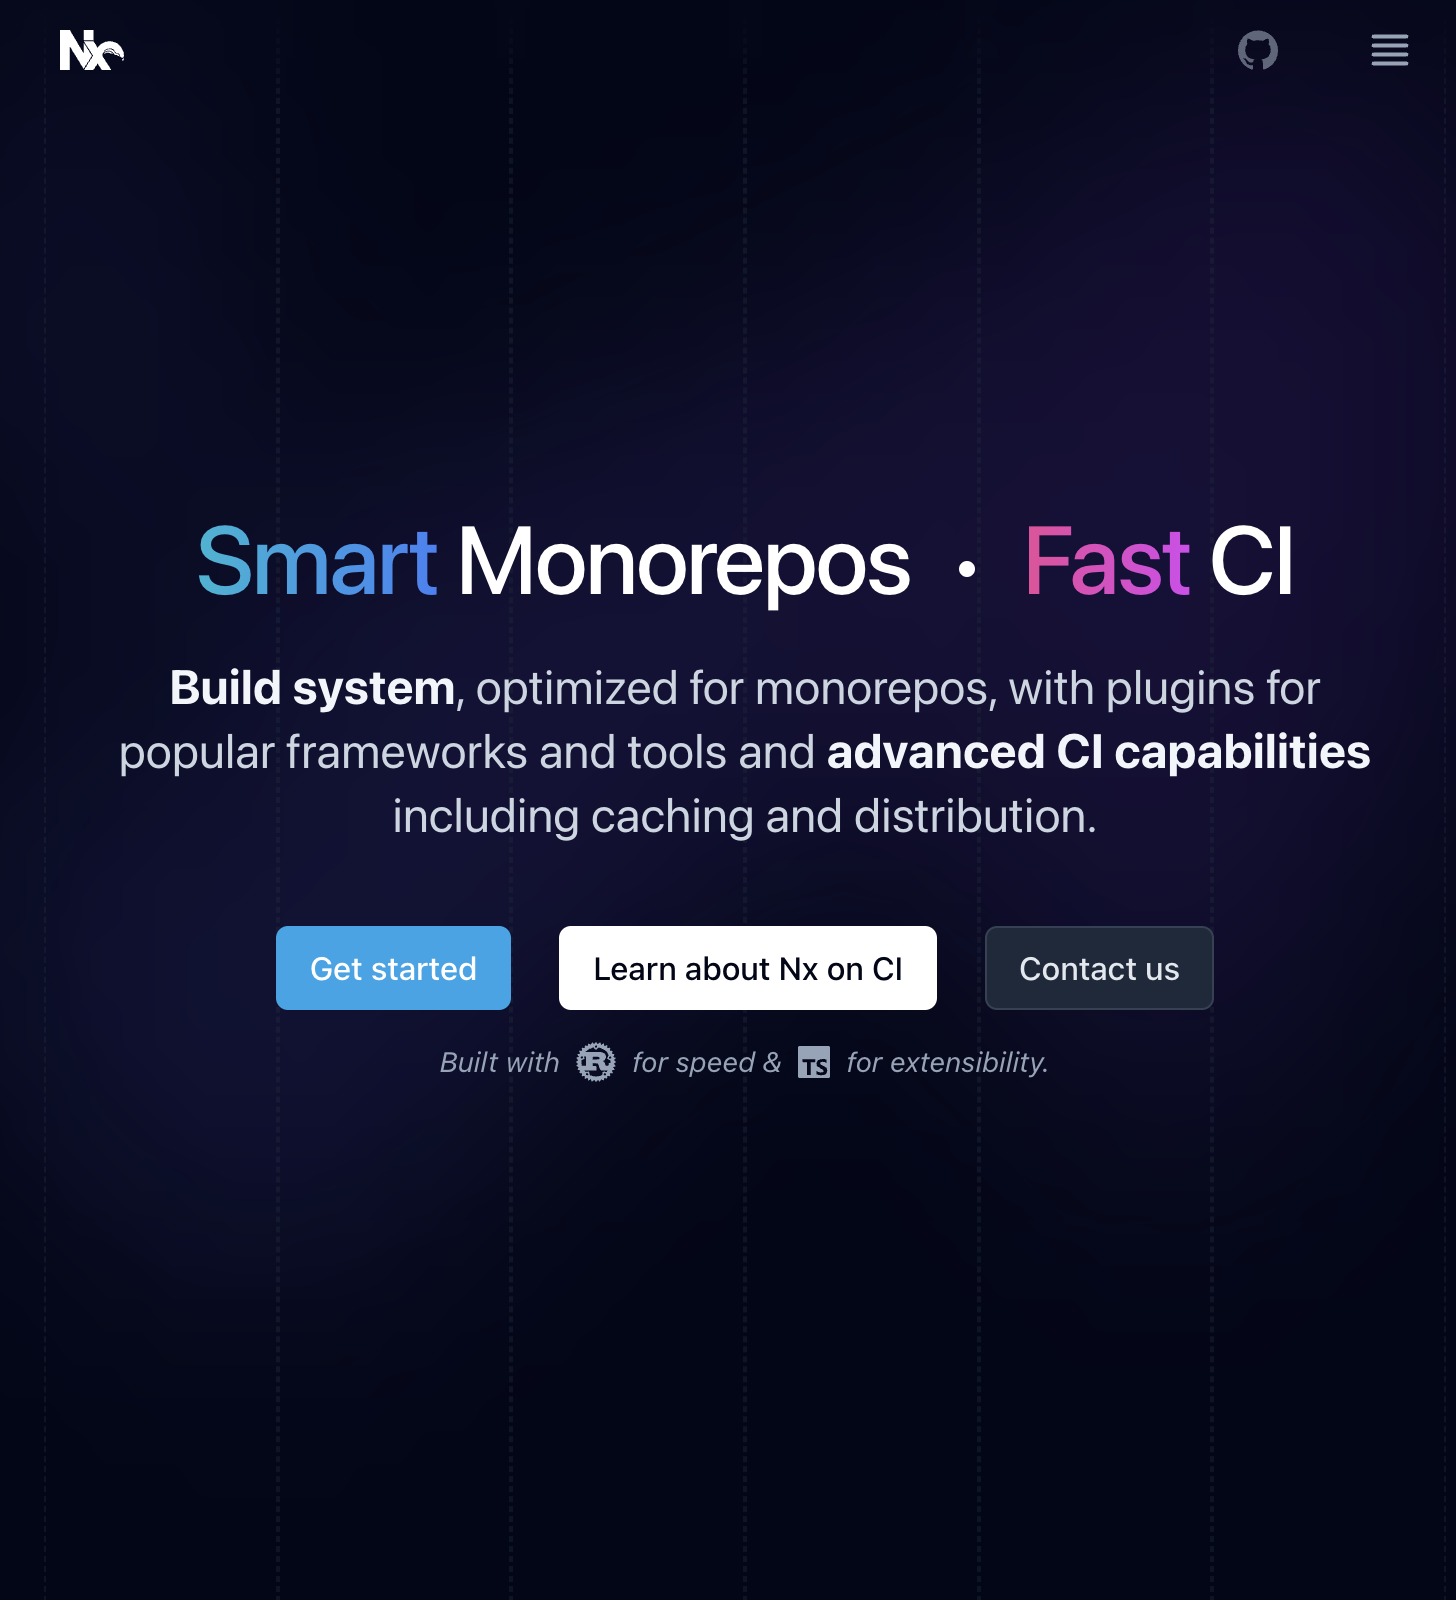 Nx
Smart Monorepos • Fast CI
Build system, optimized for monorepos, with plugins for
popular frameworks and tools and advanced CI capabilities
including caching and distribution.
Get started
Learn about Nx on CI
Contact us
Built with R for speed & TS for extensibility.